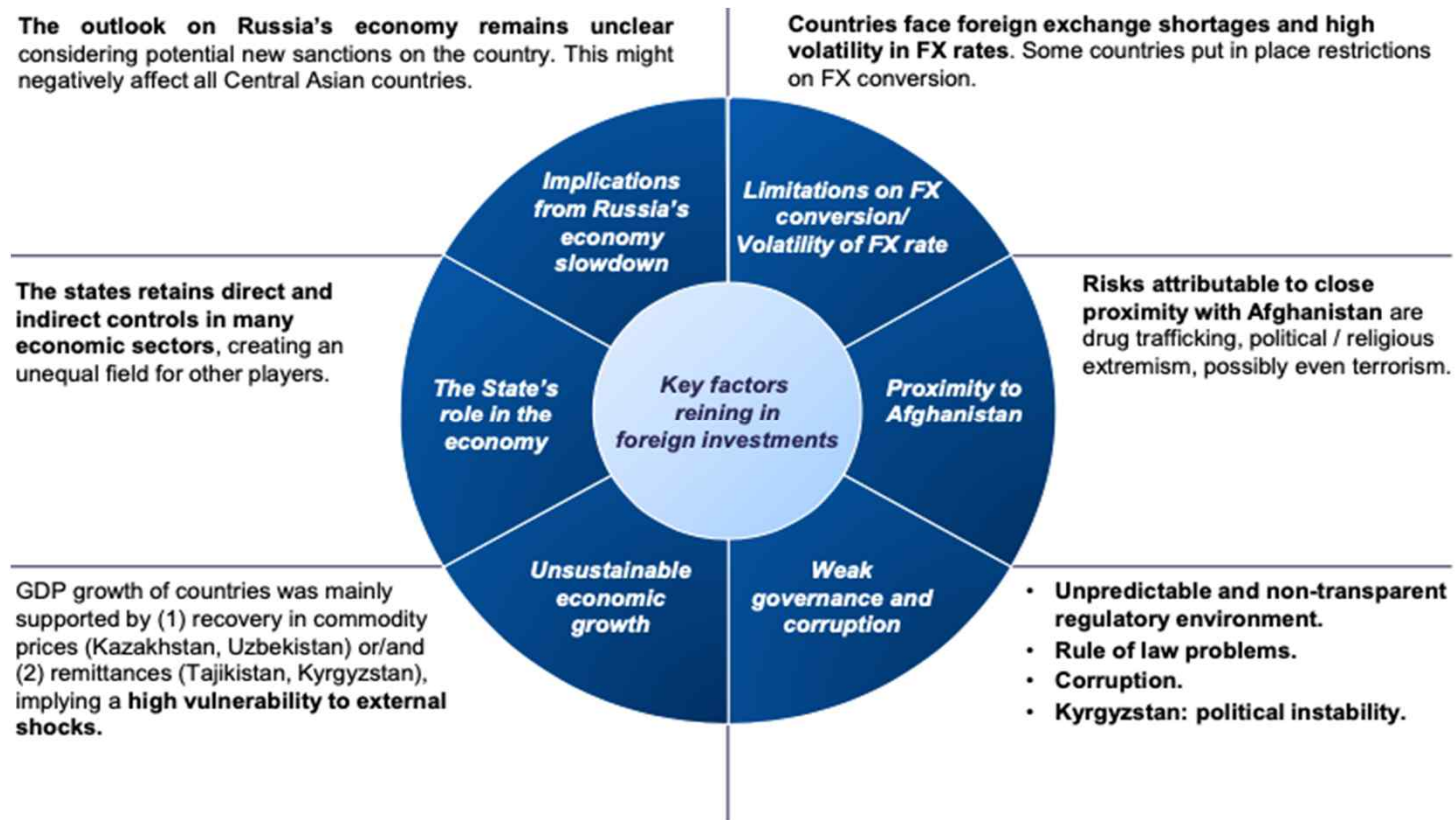 The outlook on Russia's economy remains unclear
considering potential new sanctions on the country. This might
negatively affect all Central Asian countries.
Countries face foreign exchange shortages and high
volatility in FX rates. Some countries put in place restrictions
on FX conversion.
Implications
from Russia's
economy
slowdown
Limitations on FX
conversion/
Volatility of FX rate
The states retains direct and
indirect controls in many
economic sectors, creating an
unequal field for other players.
The State's
role in the
economy
Key factors
reining in
foreign investments
Proximity to
Afghanistan
Risks attributable to close
proximity with Afghanistan are
drug trafficking, political / religious
extremism, possibly even terrorism.
Unsustainable
economic
growth
Weak
governance and
corruption
GDP growth of countries was mainly
supported by (1) recovery in commodity
prices (Kazakhstan, Uzbekistan) or/and
(2) remittances (Tajikistan, Kyrgyzstan),
implying a high vulnerability to external
shocks.
• Unpredictable and non-transparent
regulatory environment.
• Rule of law problems.
• Corruption.
• Kyrgyzstan: political instability.